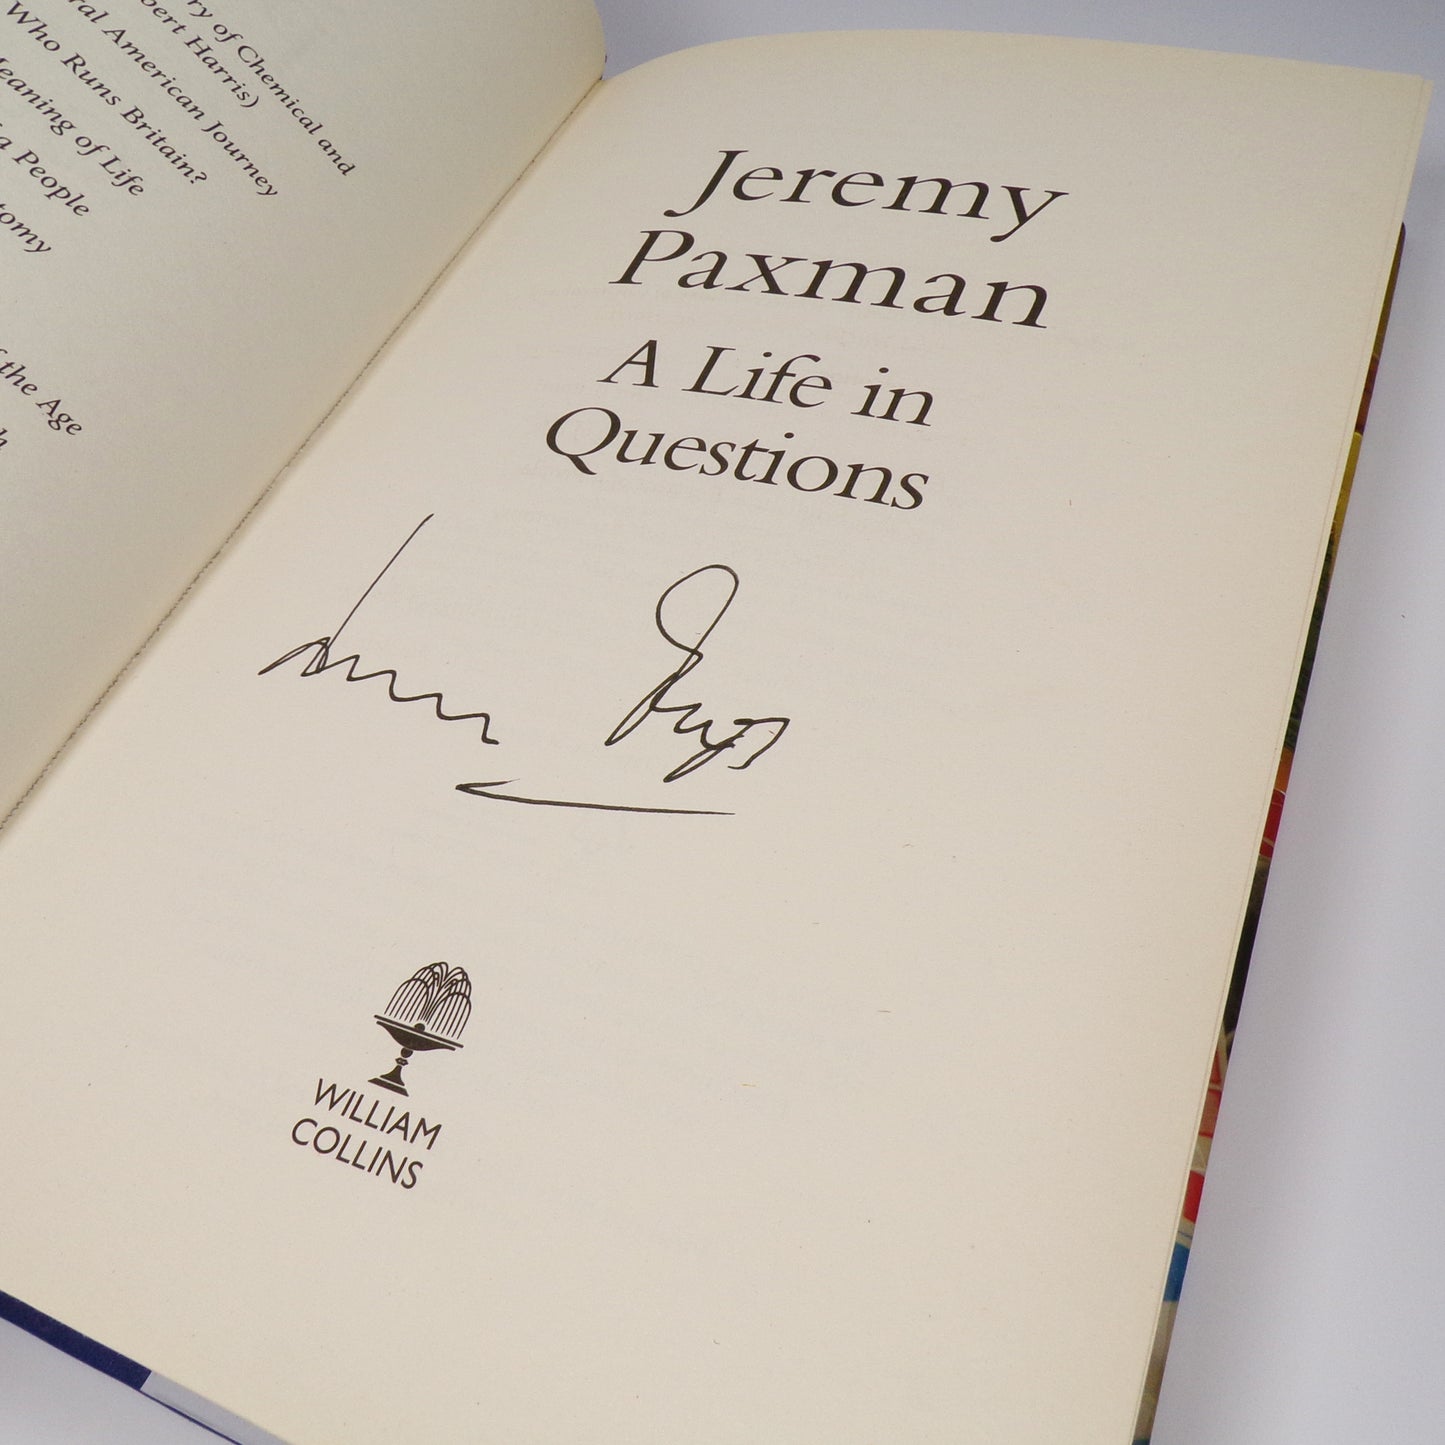 ry of Chemical and
bert Harris)
ral American Journey
Who Runs Britain?
eaning of Life
a People
tomy
f the Age
h
Jeremy
Paxman
A Life in
Questions
WILLIAM
COLLINS